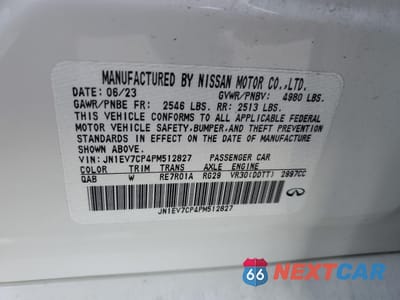 MANUFACTURED BY NISSAN MOTOR CO.,LTD.
DATE: 06/23 GVWR/PNBV: 4980 LBS.
GAWR/PNBE FR: 2546 LBS. RR: 2513 LBS.
THIS VEHICLE CONFORMS TO ALL APPLICABLE
FEDERAL MOTOR VEHICLE
SAFETY,BUMPER,AND THEFT PREVENTION
STANDARDS IN EFFECT ON THE DATE OF MANUFACTURE
SHOWN ABOVE.
VIN: JN1EV7CP4PM512827 PASSENGER CAR
COLOR TRIM TRANS AXLE ENGINE
QAB W RE7R01A RG29 VR30(DDTT) 2997CC
JN1EV7CP4PM512827
66 NEXTCAR